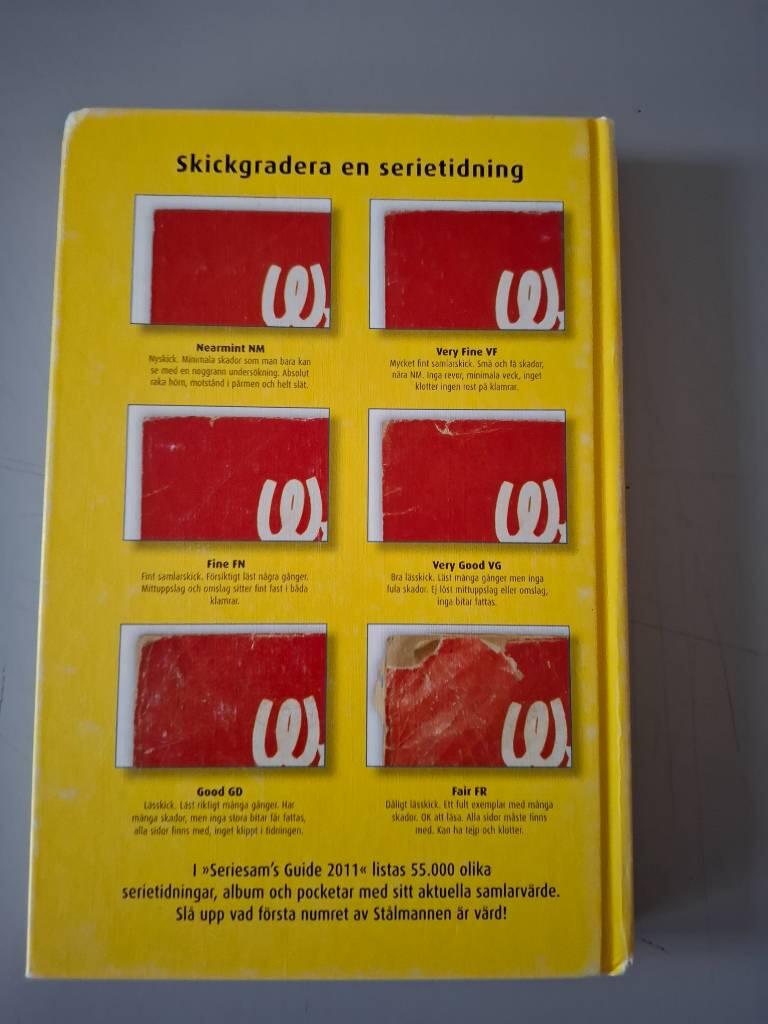 Skickgradera en serietidning
Nearmint NM
Nyskick. Minimala skador som man bara kan
se med en noggrann undersökning. Absolut
raka hörn, motstånd i pärmen och helt slät.
Very Fine VF
Mycket fint samlarskick. Små och få skador,
nära NM. Inga revor, minimala veck, inget
klotter ingen rost på klamrar.
Fine FN
Fint samlarskick. Försiktigt läst några gånger.
Mittuppslag och omslag sitter fint fast i båda
klamrar.
Very Good VG
Bra lässkick. Läst många gånger men inga
fula skador. Ej löst mittuppslag eller omslag,
inga bitar fattas.
Good GD
Lässkick. Läst riktigt många gånger. Har
många skador, men inga stora bitar får fattas,
alla sidor finns med, inget klippt i tidningen.
Fair FR
Dåligt lässkick. Ett fult exemplar med många
skador. OK att läsa. Alla sidor måste finns
med. Kan ha tejp och klotter.
I »Seriesam's Guide 2011« listas 55.000 olika
serietidningar, album och pocketar med sitt aktuella samlarvärde.
Slå upp vad första numret av Stålmannen är värd!